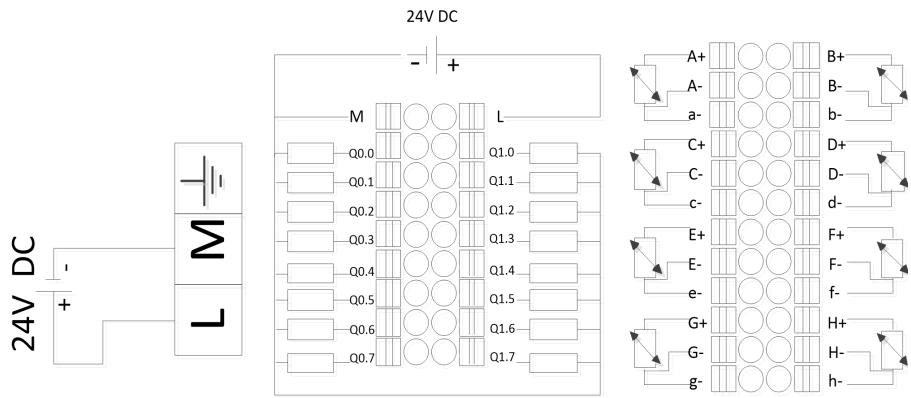 24V DC
-
+
M
L
24V DC
-
+
M
L
Q0.0
Q1.0
Q0.1
Q1.1
Q0.2
Q1.2
Q0.3
Q1.3
Q0.4
Q1.4
Q0.5
Q1.5
Q0.6
Q1.6
Q0.7
Q1.7
A+
B+
A-
B-
a-
b-
C+
D+
C-
D-
c-
d-
E+
F+
E-
F-
e-
f-
G+
H+
G-
H-
g-
h-